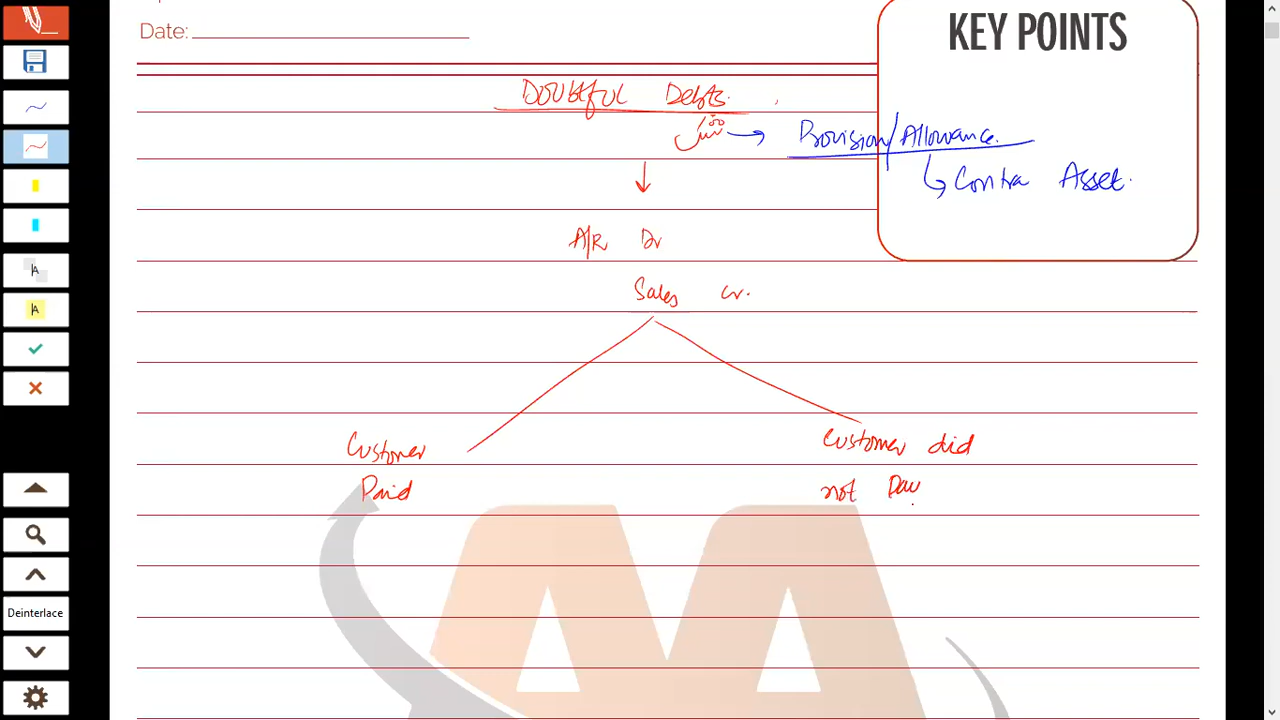 KEY POINTS
Date:
Doubtful Debts.
Provision/Allowance.
Contra Asset.
A/R Dr
Sales cr.
Customer
Paid
Customer did
not Pay
Deinterlace